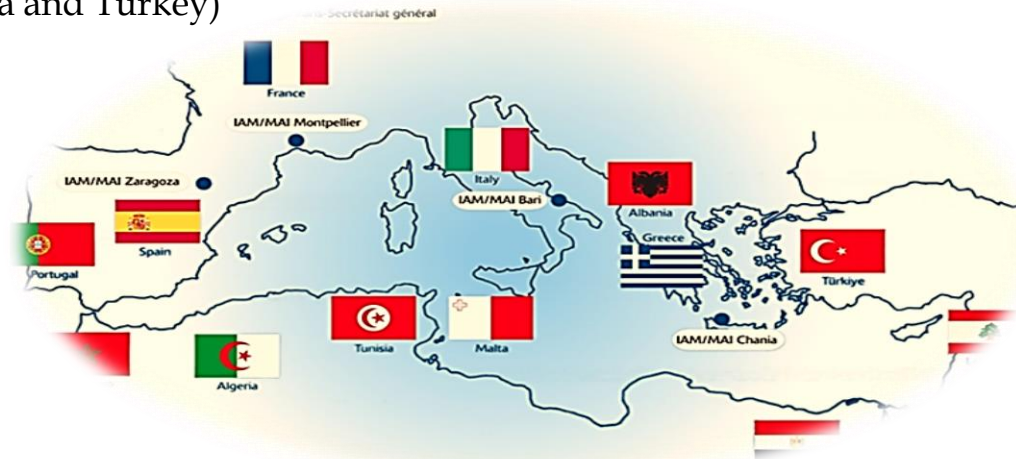 a and Turkey)
Secrétariat général
France
IAM/MAI Montpellier
IAM/MAI Zaragoza
Italy
IAM/MAI Bari
Albania
Spain
Portugal
Greece
Türkiye
Tunisia
Malta
IAM/MAI Chania
Algeria